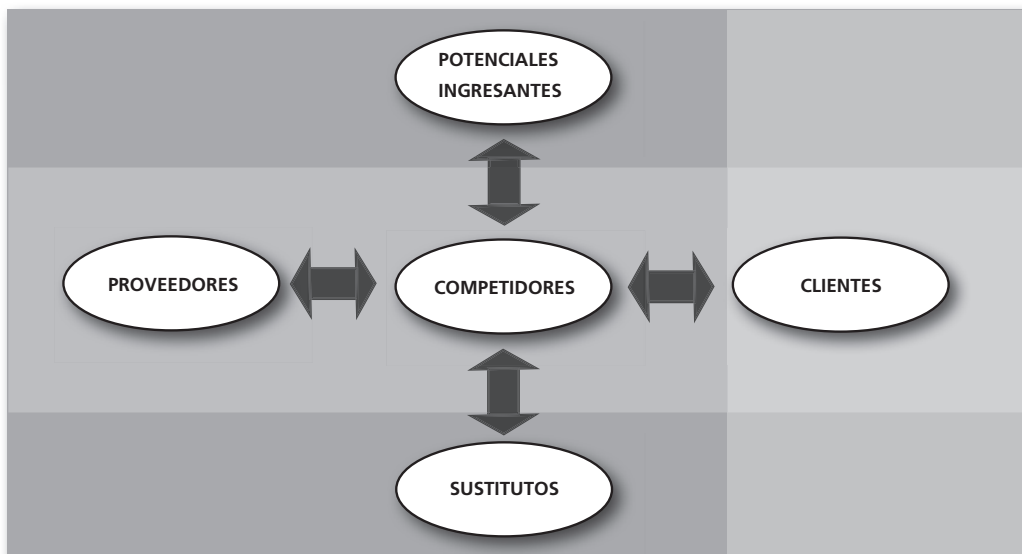 POTENCIALES
INGRESANTES
PROVEEDORES
COMPETIDORES
CLIENTES
SUSTITUTOS